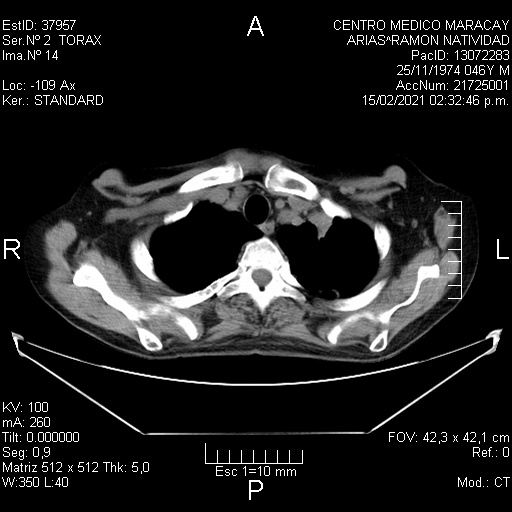 EstID: 37957
Ser.Nº 2 TORAX
Ima.Nº 14
Loc: -109 Ax
Ker.: STANDARD
A
CENTRO MEDICO MARACAY
ARIAS^RAMON NATIVIDAD
PacID: 13072283
25/11/1974 046Y M
AccNum: 21725001
15/02/2021 02:32:46 p.m.
R
L
KV: 100
mA: 260
Tilt: 0.000000
Seg: 0,9
Matriz 512 x 512 Thk: 5,0
W:350 L:40
Esc 1=10 mm
P
FOV: 42,3 x 42,1 cm
Ref.: 0
Mod.: CT